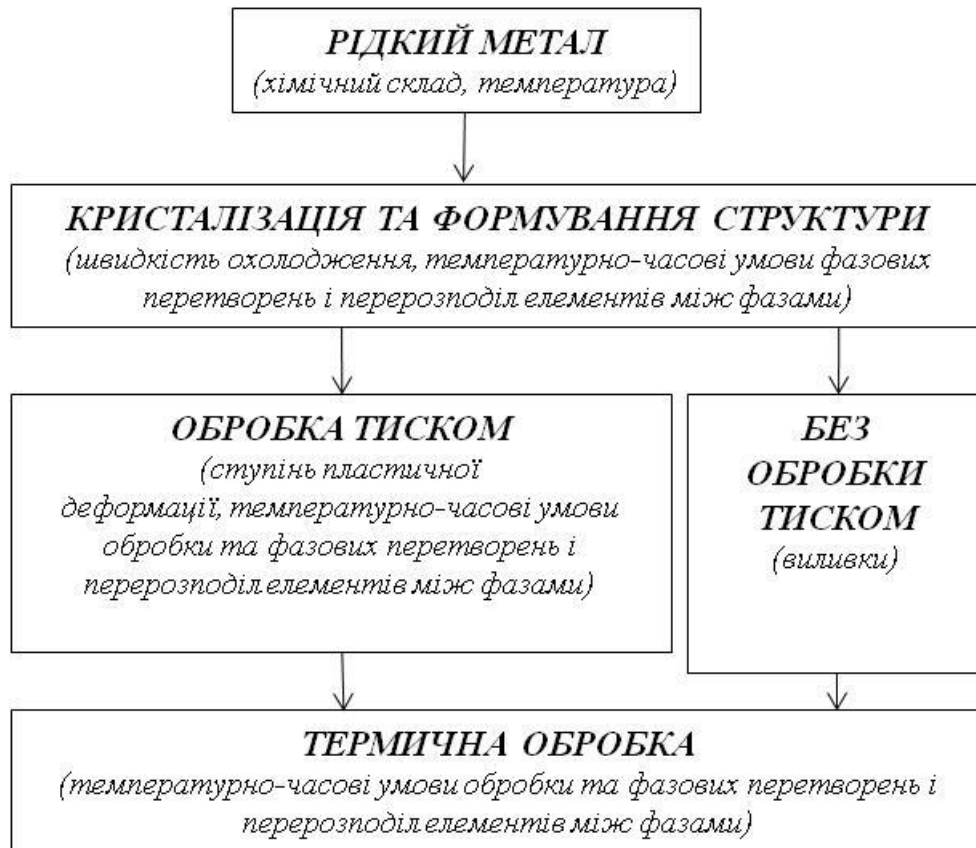 РІДКИЙ МЕТАЛ
(хімічний склад, температура)
КРИСТАЛІЗАЦІЯ ТА ФОРМУВАННЯ СТРУКТУРИ
(швидкість охолодження, температурно-часові умови фазових
перетворень і перерозподіл елементів між фазами)
ОБРОБКА ТИСКОМ
(ступінь пластичної
деформації, температурно-часові умови
обробки та фазових перетворень і
перерозподіл елементів між фазами)
БЕЗ
ОБРОБКИ
ТИСКОМ
(виливки)
ТЕРМИЧНА ОБРОБКА
(температурно-часові умови обробки та фазових перетворень і
перерозподіл елементів між фазами)